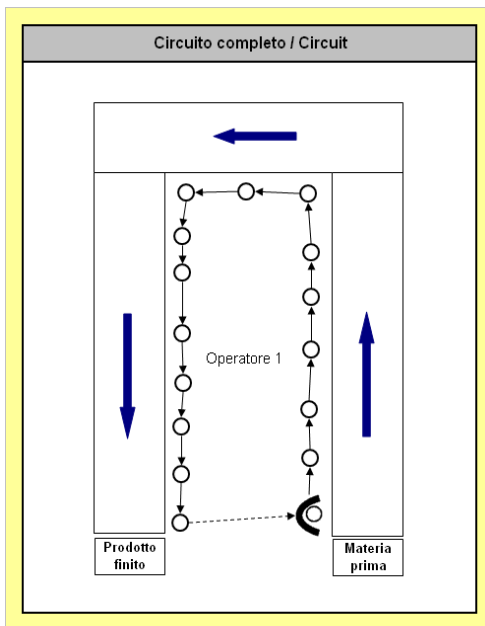 Circuito completo / Circuit
Operatore 1
Prodotto
finito
Materia
prima